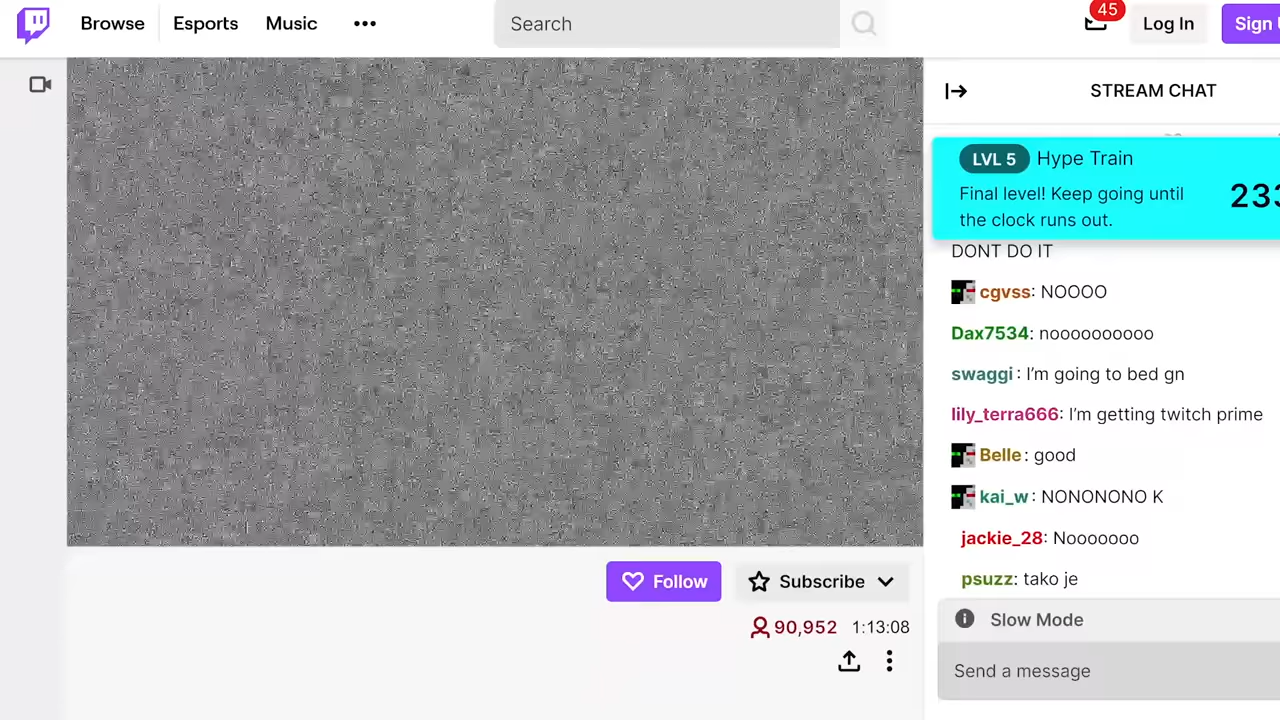 Browse Esports Music
Search
45
Log In
Sign
STREAM CHAT
LVL 5 Hype Train
Final level! Keep going until
the clock runs out.
DONT DO IT
cgvss: NOOOO
Dax7534: noooooooooo
swaggi : I'm going to bed gn
lily_terra666: I'm getting twitch prime
Belle : good
kai_w : NONONONO K
jackie_28: Nooooooo
psuzz: tako je
Slow Mode
Send a message
Follow
Subscribe
90,952 1:13:08